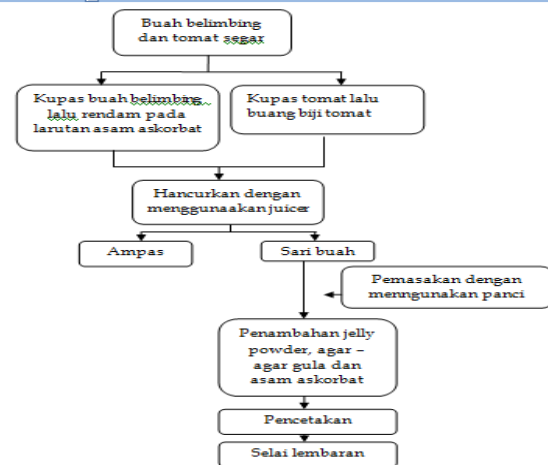 Buah belimbing
dan tomat segar
Kupas buah belimbing
lalu rendam pada
larutan asam askorbat
Kupas tomat lalu
buang biji tomat
Hancurkan dengan
menggunaakan juicer
Ampas
Sari buah
Pemasakan dengan
menngunakan panci
Penambahan jelly
powder, agar –
agar gula dan
asam askorbat
Pencetakan
Selai lembaran